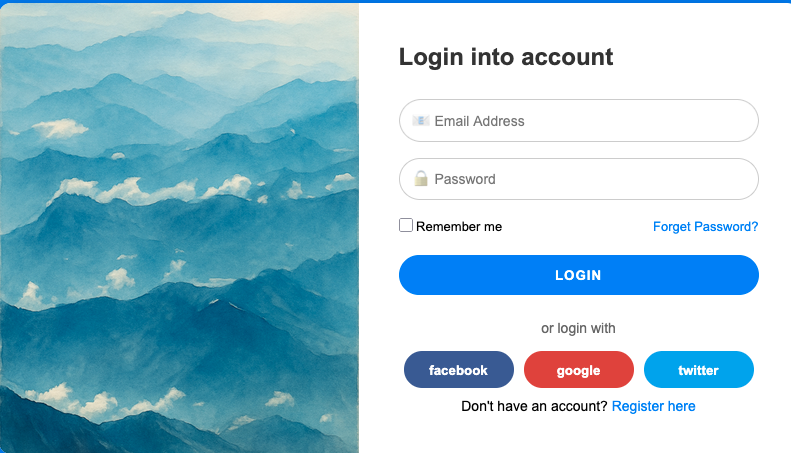 Login into account
Email Address
Password
Remember me
Forget Password?
LOGIN
or login with
facebook
google
twitter
Don't have an account? Register here